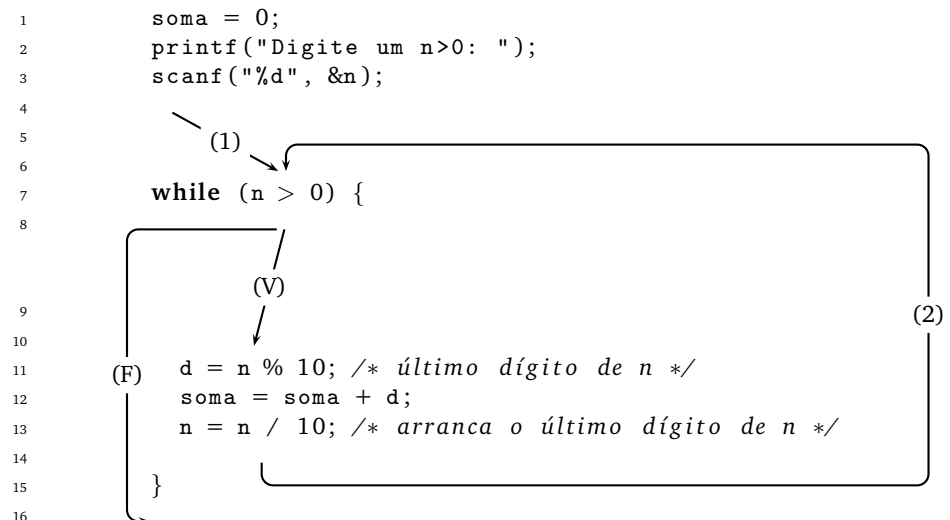 1 soma = 0;
2 printf("Digite um n>0: ");
3 scanf("%d", &n);
4
5 (1)
6
7 while (n > 0) {
8
(V)
9 (2)
10
11 (F) d = n % 10; /* último dígito de n */
12 soma = soma + d;
13 n = n / 10; /* arranca o último dígito de n */
14
15 }
16